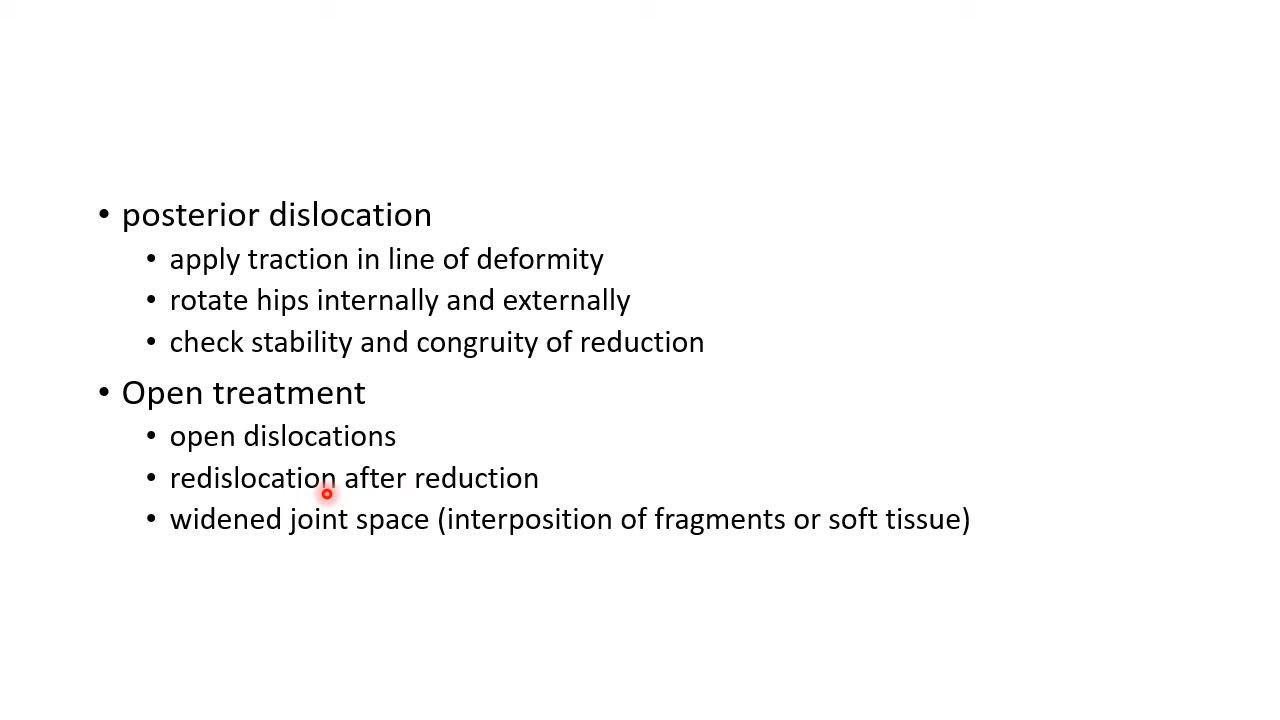 • posterior dislocation
• apply traction in line of deformity
• rotate hips internally and externally
• check stability and congruity of reduction
• Open treatment
• open dislocations
• redislocation after reduction
• widened joint space (interposition of fragments or soft tissue)